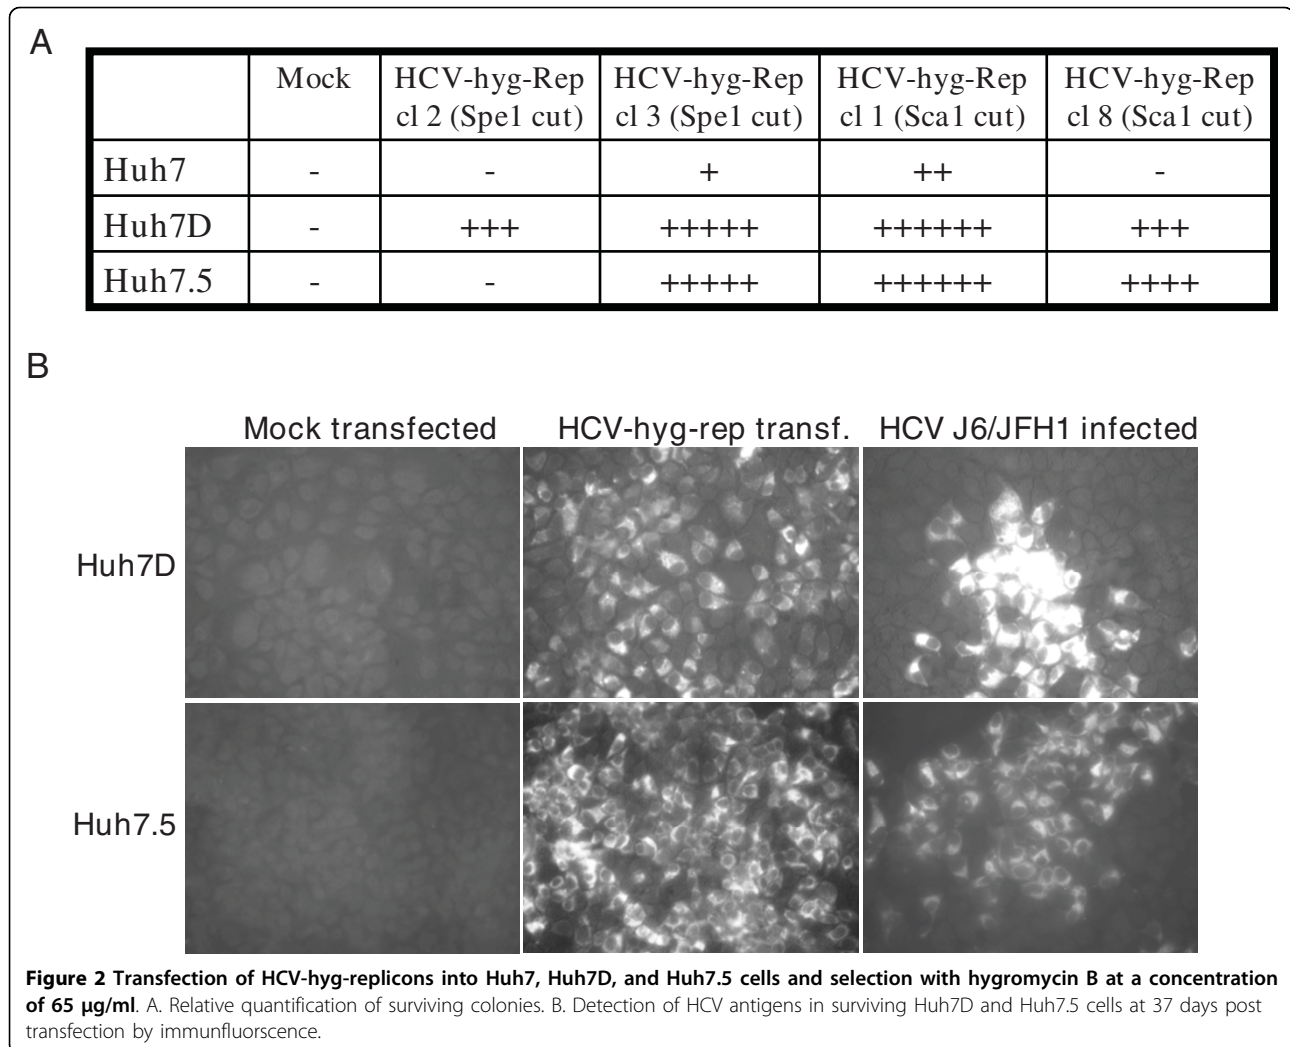 A
Mock HCV-hyg-Rep HCV-hyg-Rep HCV-hyg-Rep HCV-hyg-Rep
cl 2 (Spe1 cut) cl 3 (Spe1 cut) cl 1 (Sca1 cut) cl 8 (Sca1 cut)
Huh7 - - + ++ -
Huh7D - +++ +++++ ++++++ +++
Huh7.5 - - +++++ ++++++ ++++
B
Mock transfected HCV-hyg-rep transf. HCV J6/JFH1 infected
Huh7D
Huh7.5
Figure 2 Transfection of HCV-hyg-replicons into Huh7, Huh7D, and Huh7.5 cells and selection with hygromycin B at a concentration
of 65 μg/ml. A. Relative quantification of surviving colonies. B. Detection of HCV antigens in surviving Huh7D and Huh7.5 cells at 37 days post
transfection by immunfluorscence.